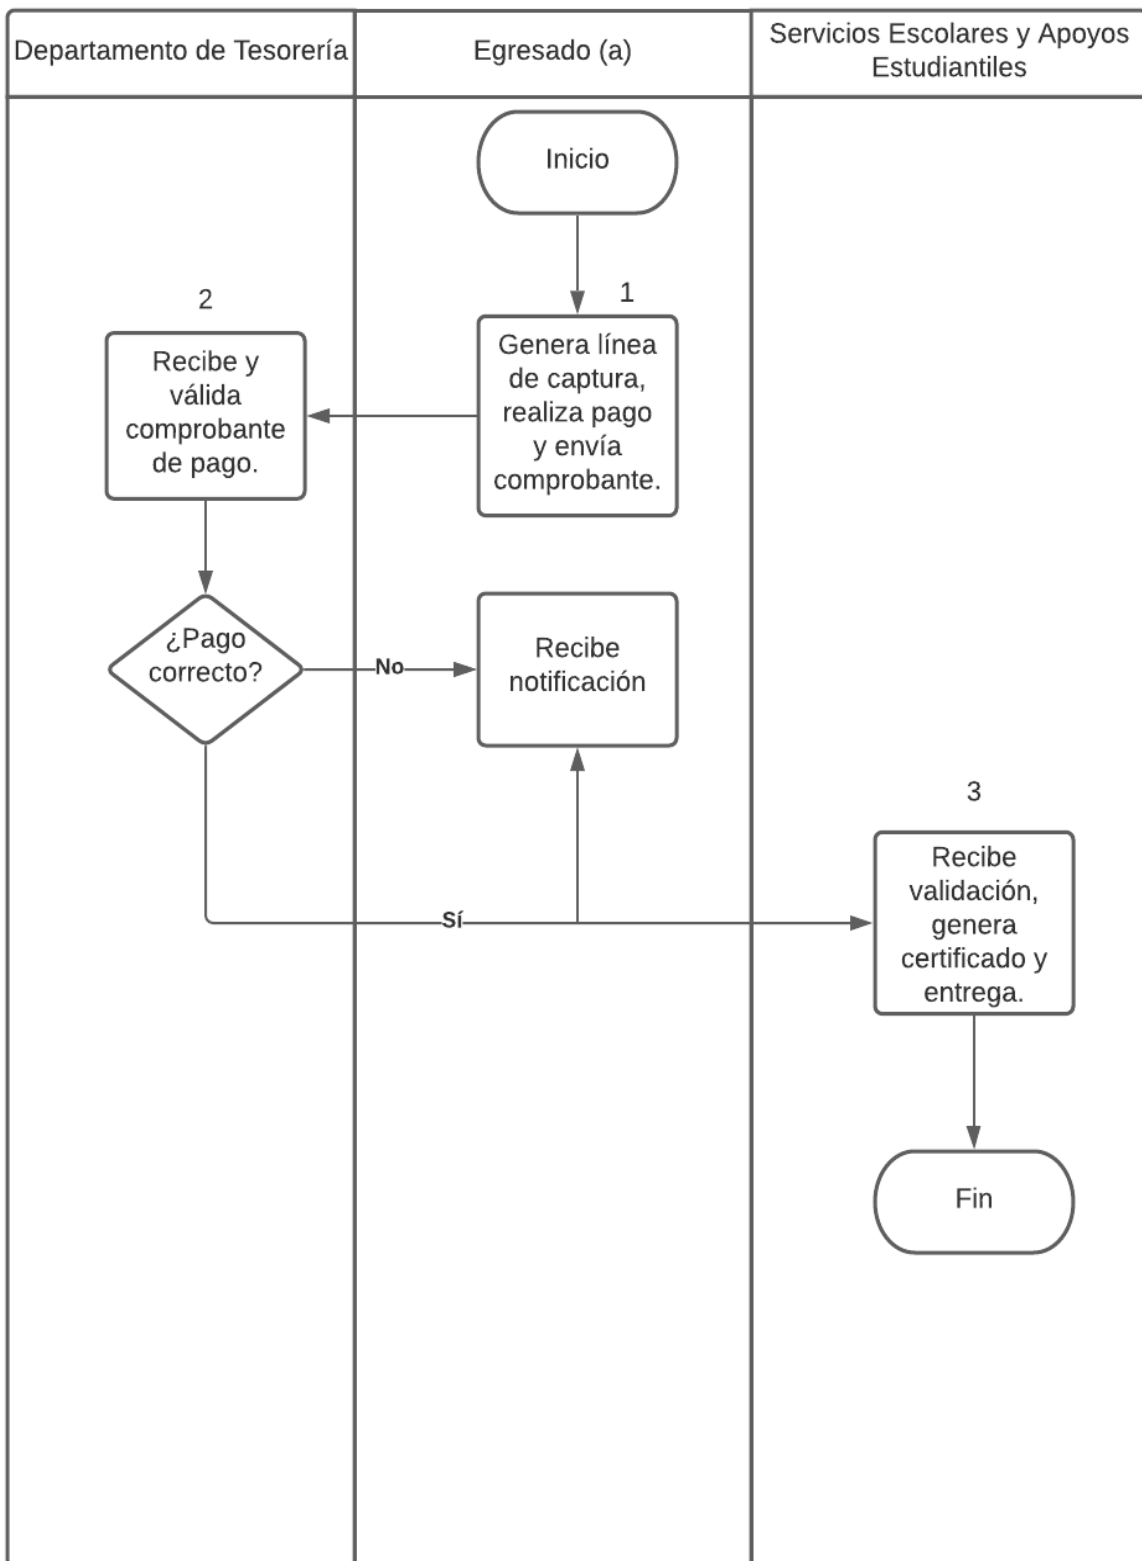 Departamento de Tesorería
Egresado (a)
Servicios Escolares y Apoyos
Estudiantiles
Inicio
1
Genera línea
de captura,
realiza pago
y envía
comprobante.
2
Recibe y
válida
comprobante
de pago.
¿Pago
correcto?
No
Recibe
notificación
Sí
3
Recibe
validación,
genera
certificado y
entrega.
Fin